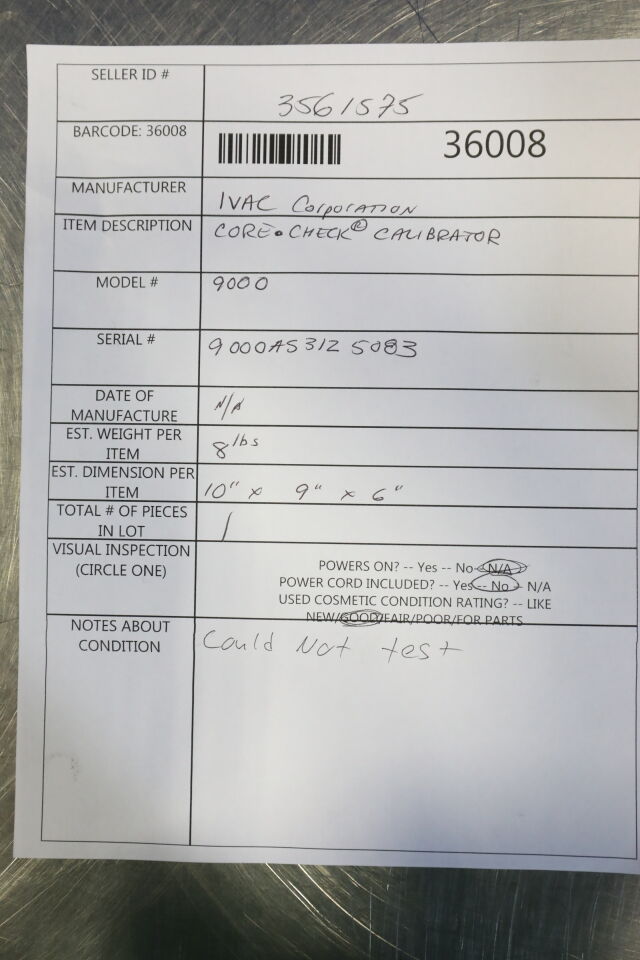 SELLER ID #
3561575
BARCODE: 36008
36008
MANUFACTURER
IVAC Corporation
ITEM DESCRIPTION
CORE•CHECK© CALIBRATOR
MODEL #
9000
SERIAL #
9000AS312 5083
DATE OF
MANUFACTURE
N/A
EST. WEIGHT PER
ITEM
8 lbs
EST. DIMENSION PER
ITEM
10" x 9" x 6"
TOTAL # OF PIECES
IN LOT
1
VISUAL INSPECTION
(CIRCLE ONE)
POWERS ON? -- Yes -- No -- N/A
POWER CORD INCLUDED? -- Yes -- No -- N/A
USED COSMETIC CONDITION RATING? -- LIKE
NEW/GOOD/FAIR/POOR/FOR PARTS
NOTES ABOUT
CONDITION
Could Not test